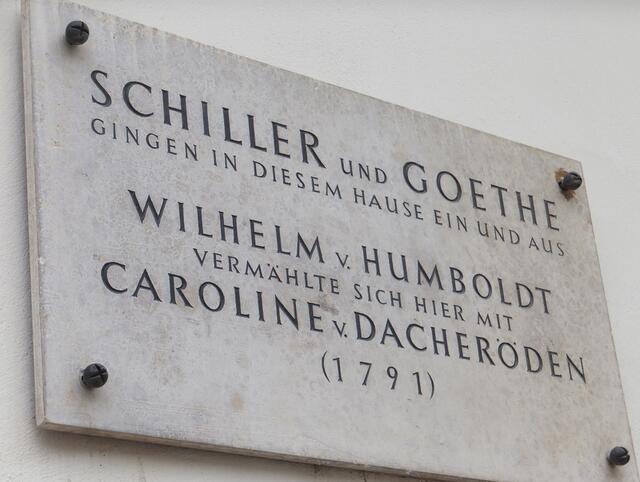 SCHILLER UND GOETHE
GINGEN IN DIESEM HAUSE EIN UND AUS
WILHELM V. HUMBOLDT
VERMÄHLTE SICH HIER MIT
CAROLINE V. DACHERÖDEN
(1791)